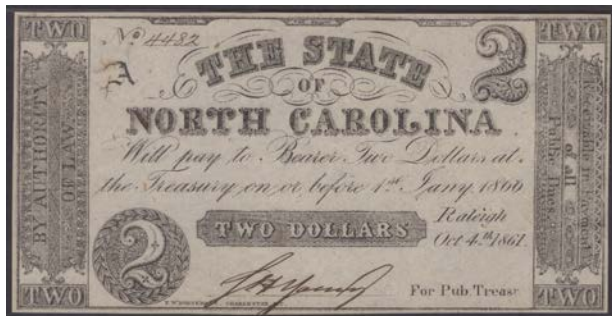 TWO
TWO
Nº 4482
A
THE STATE
2
OF
NORTH CAROLINA
Will pay to Bearer Two Dollars at
the Treasury on or before 1st Jany 1866
TWO DOLLARS
Raleigh
Oct 4th 1861.
2
For Pub. Treasr
BY AUTHORITY
OF LAW
Receivable in payment
of all
Public Dues
TWO
TWO